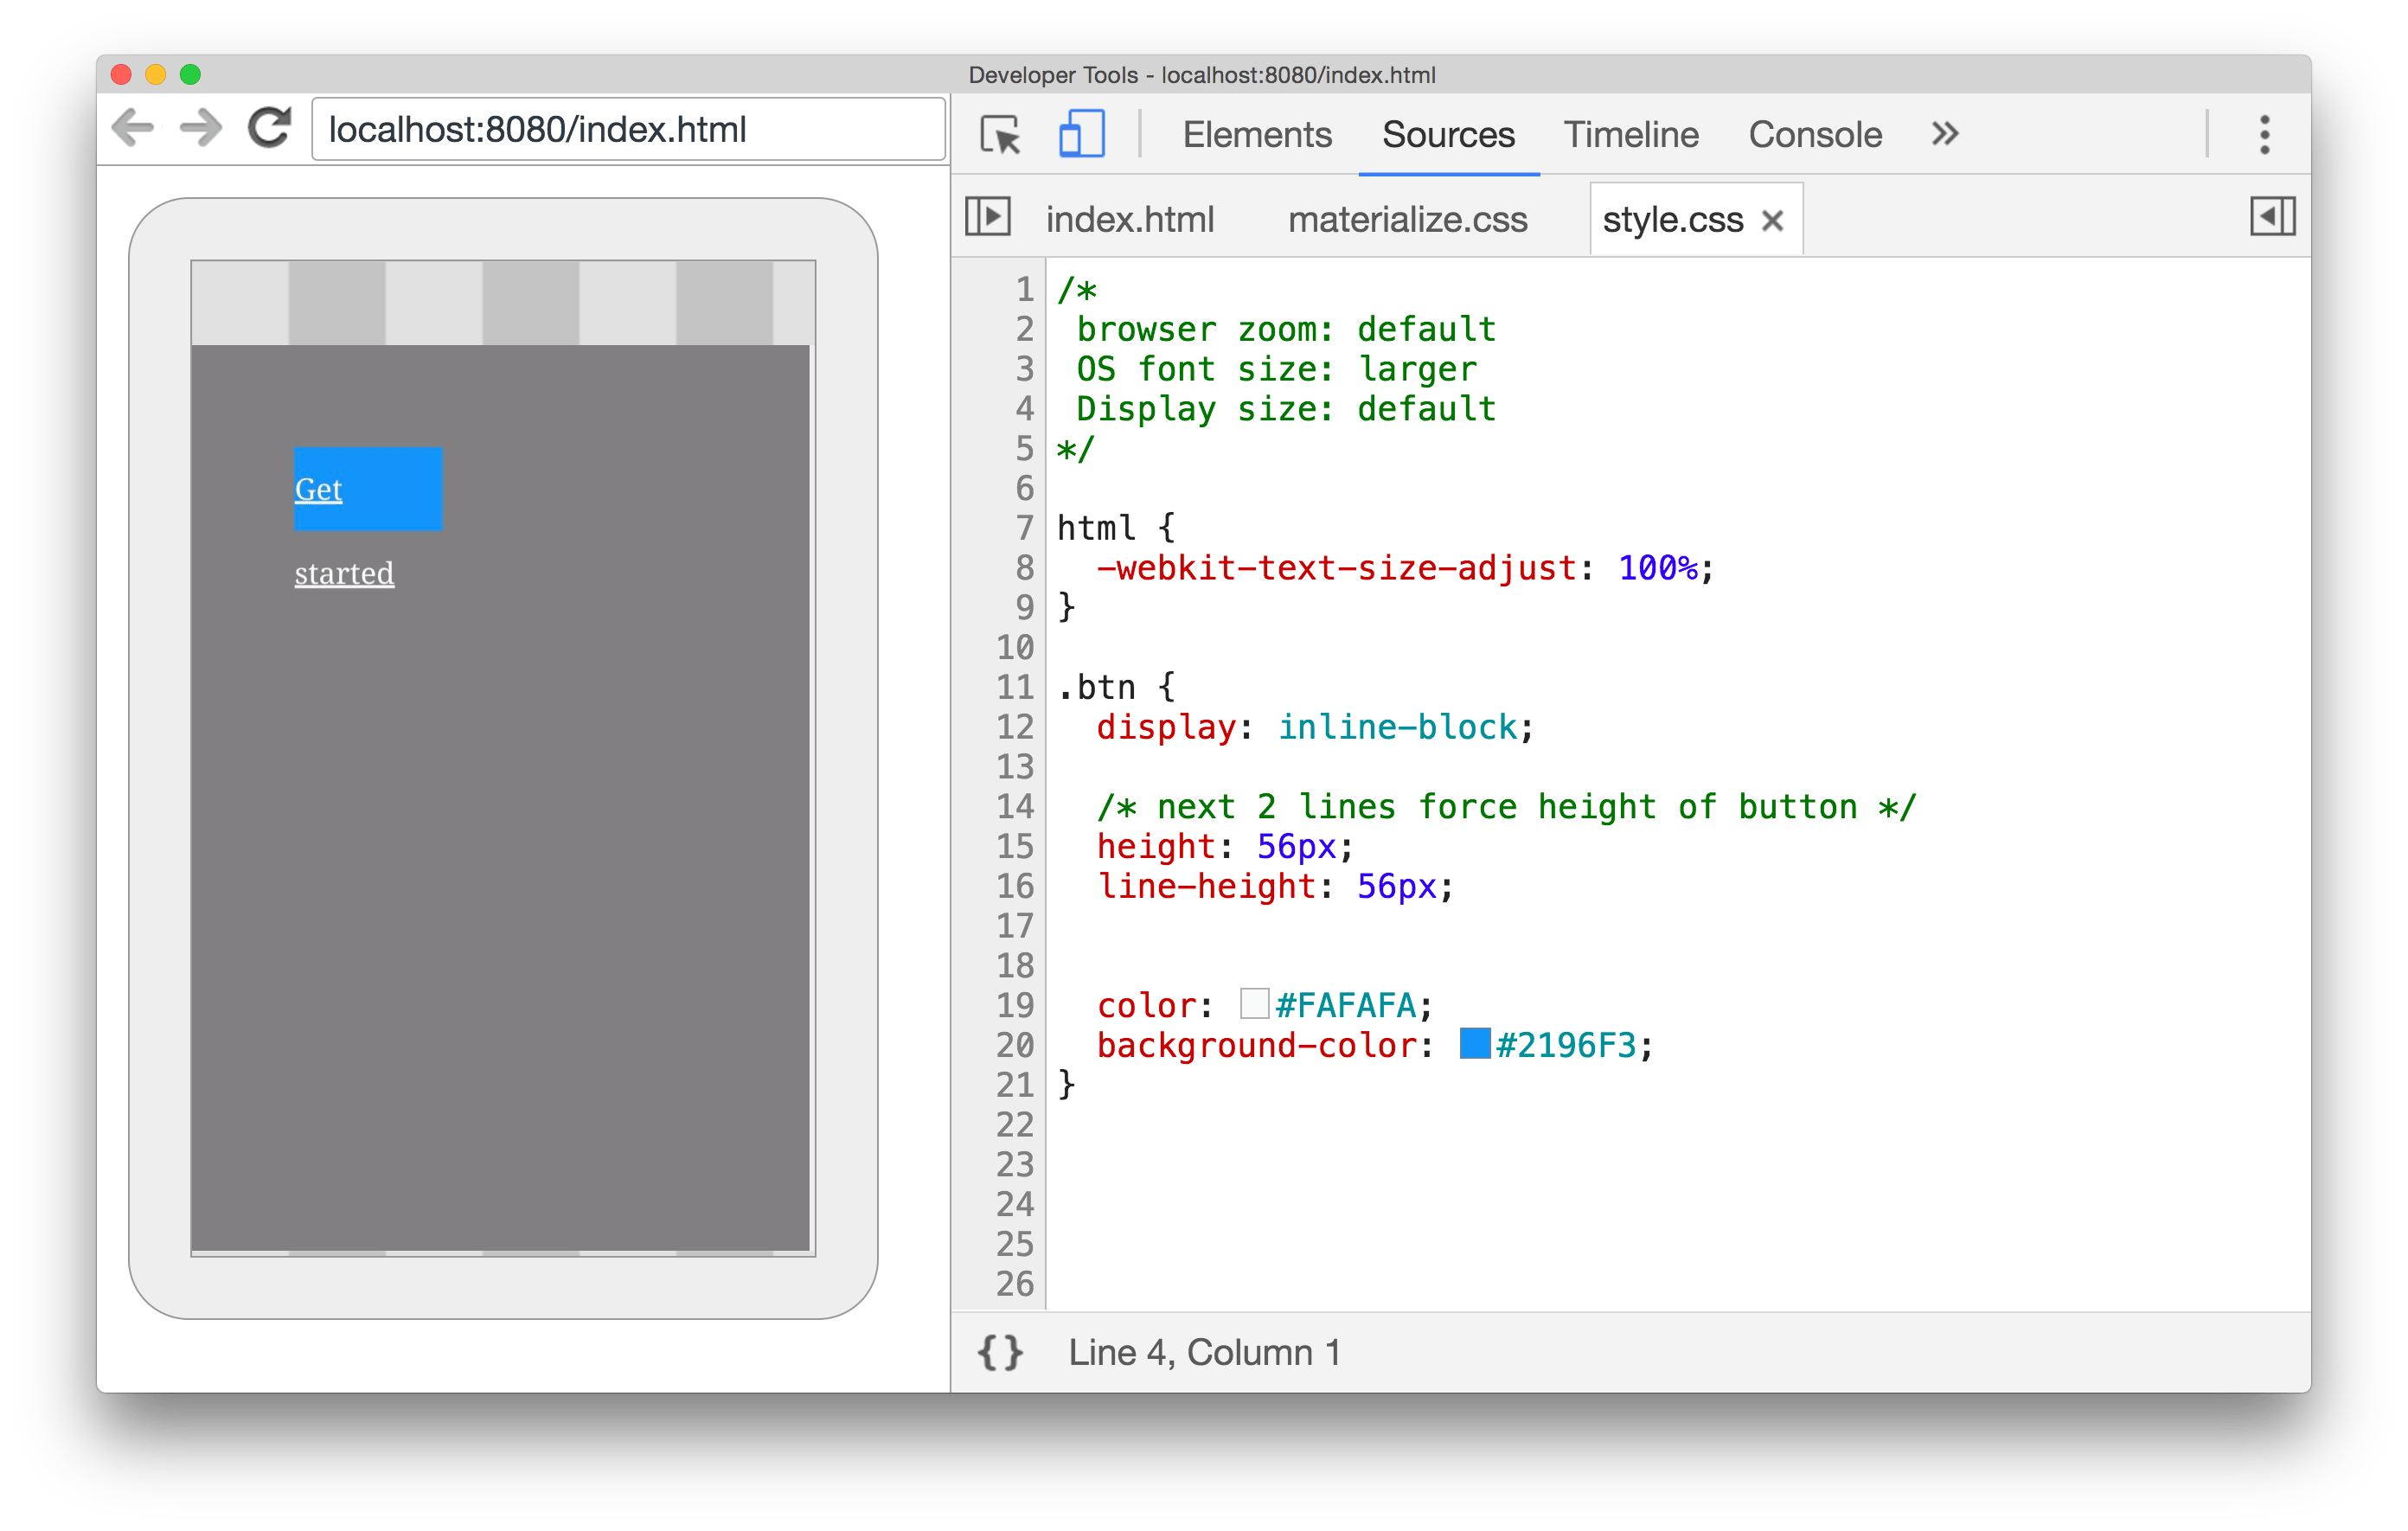 Developer Tools - localhost:8080/index.html
localhost:8080/index.html
Get
started
Elements Sources Timeline Console »
index.html materialize.css style.css ×
1 /*
2 browser zoom: default
3 OS font size: larger
4 Display size: default
5 */
6
7 html {
8 -webkit-text-size-adjust: 100%;
9 }
10
11 .btn {
12 display: inline-block;
13
14 /* next 2 lines force height of button */
15 height: 56px;
16 line-height: 56px;
17
18
19 color: #FAFAFA;
20 background-color: #2196F3;
21 }
22
23
24
25
26
{} Line 4, Column 1